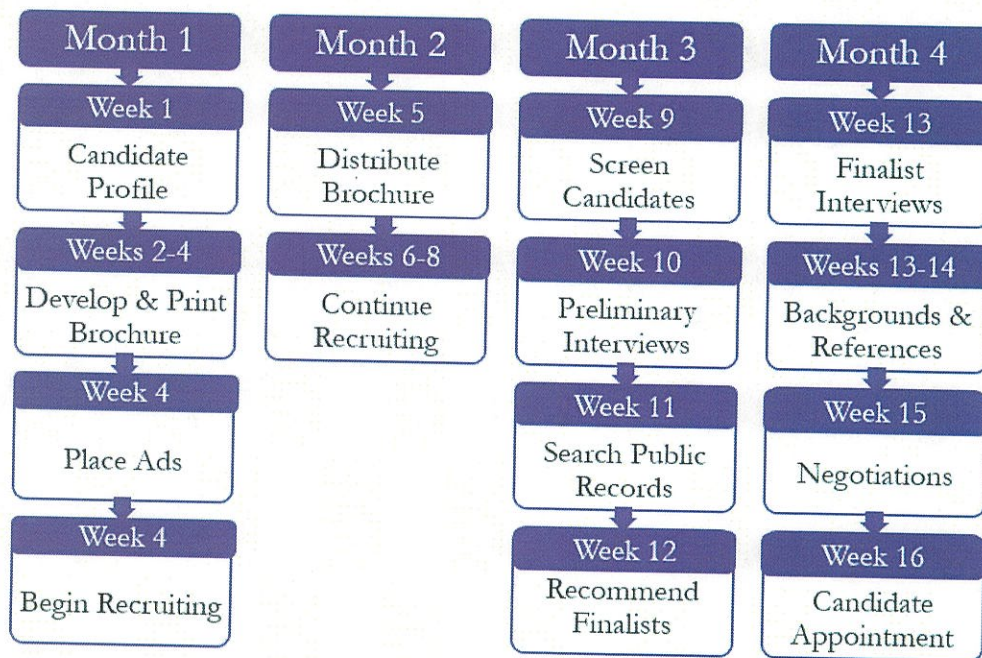 Month 1
Week 1
Candidate
Profile
Weeks 2-4
Develop & Print
Brochure
Week 4
Place Ads
Week 4
Begin Recruiting
Month 2
Week 5
Distribute
Brochure
Weeks 6-8
Continue
Recruiting
Month 3
Week 9
Screen
Candidates
Week 10
Preliminary
Interviews
Week 11
Search Public
Records
Week 12
Recommend
Finalists
Month 4
Week 13
Finalist
Interviews
Weeks 13-14
Backgrounds &
References
Week 15
Negotiations
Week 16
Candidate
Appointment